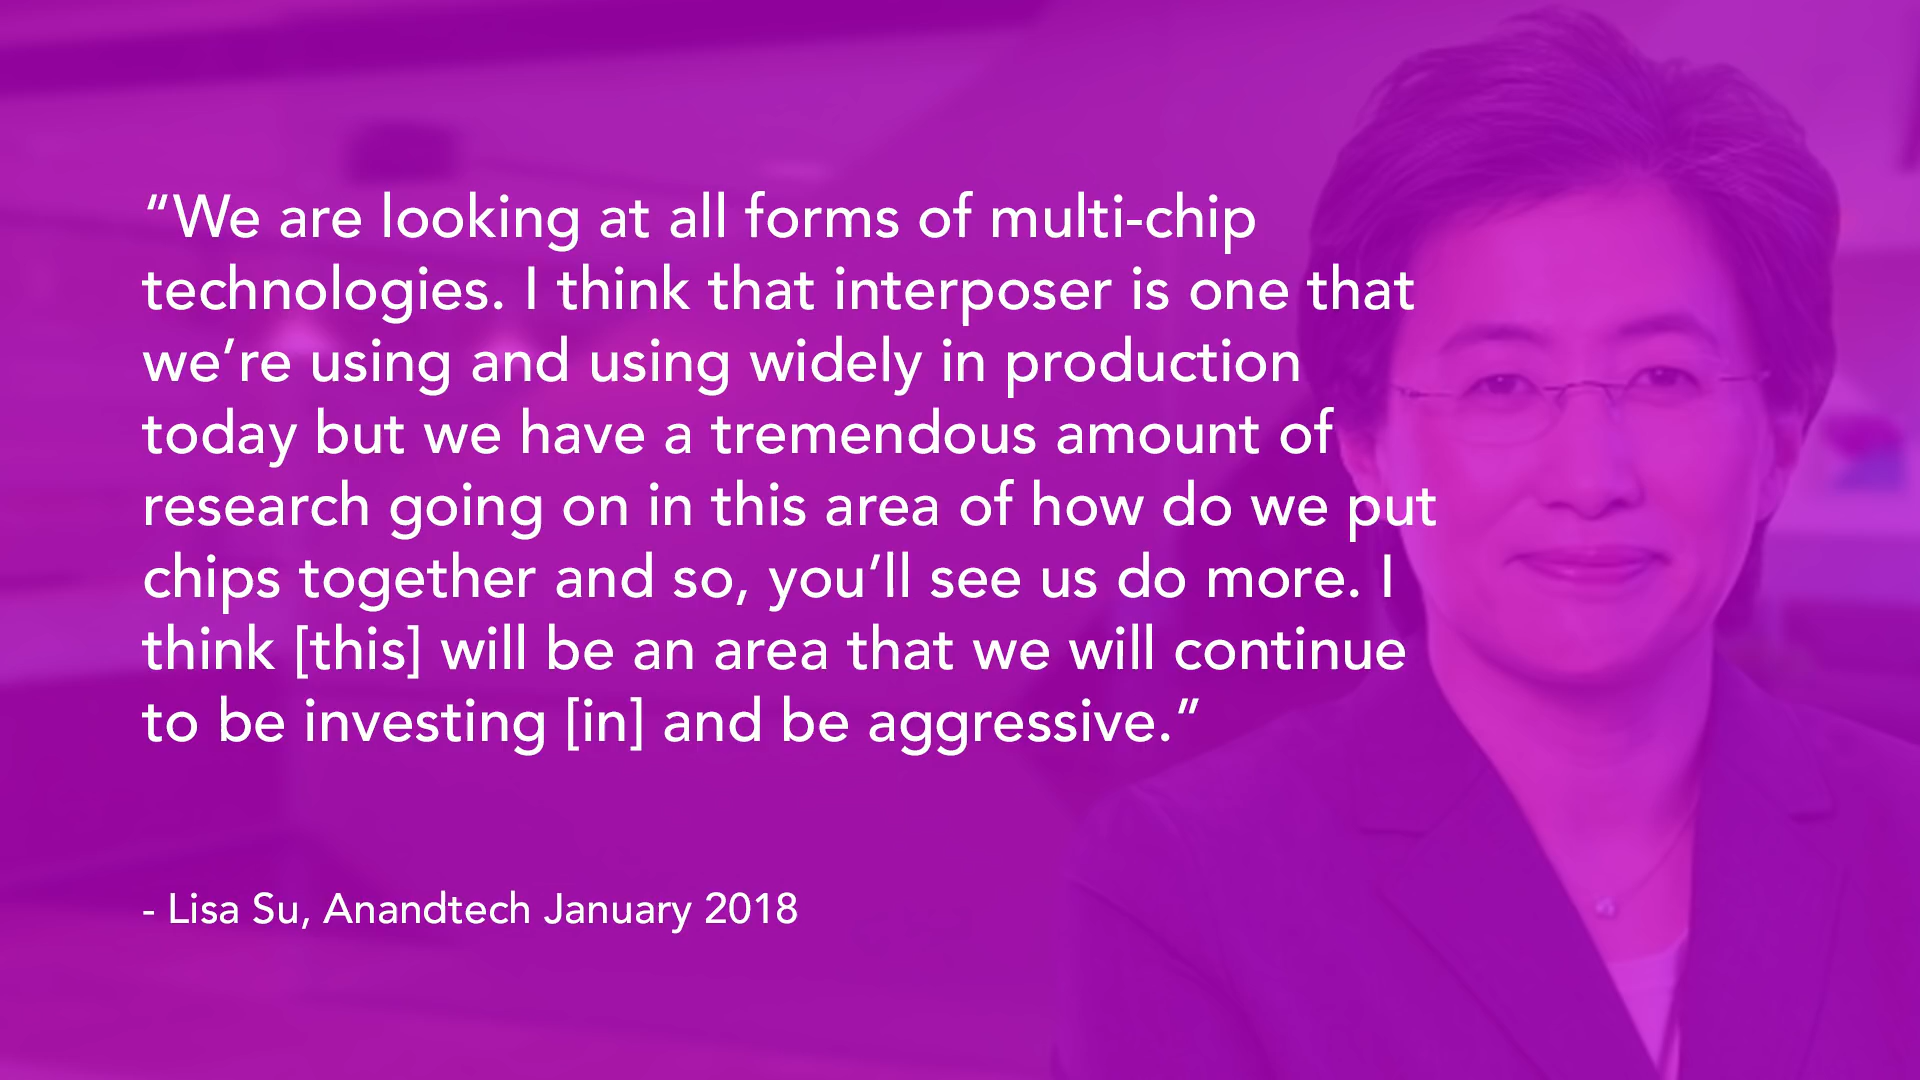 “We are looking at all forms of multi-chip
technologies. I think that interposer is one that
we’re using and using widely in production
today but we have a tremendous amount of
research going on in this area of how do we put
chips together and so, you’ll see us do more. I
think [this] will be an area that we will continue
to be investing [in] and be aggressive.”
- Lisa Su, Anandtech January 2018